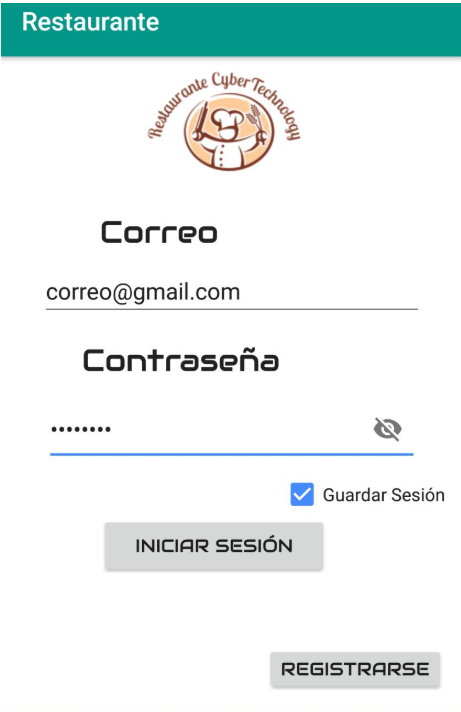 Restaurante
Restaurante CyberTechnology
Correo
correo@gmail.com
Contraseña
••••••••
Guardar Sesión
INICIAR SESIÓN
REGISTRARSE